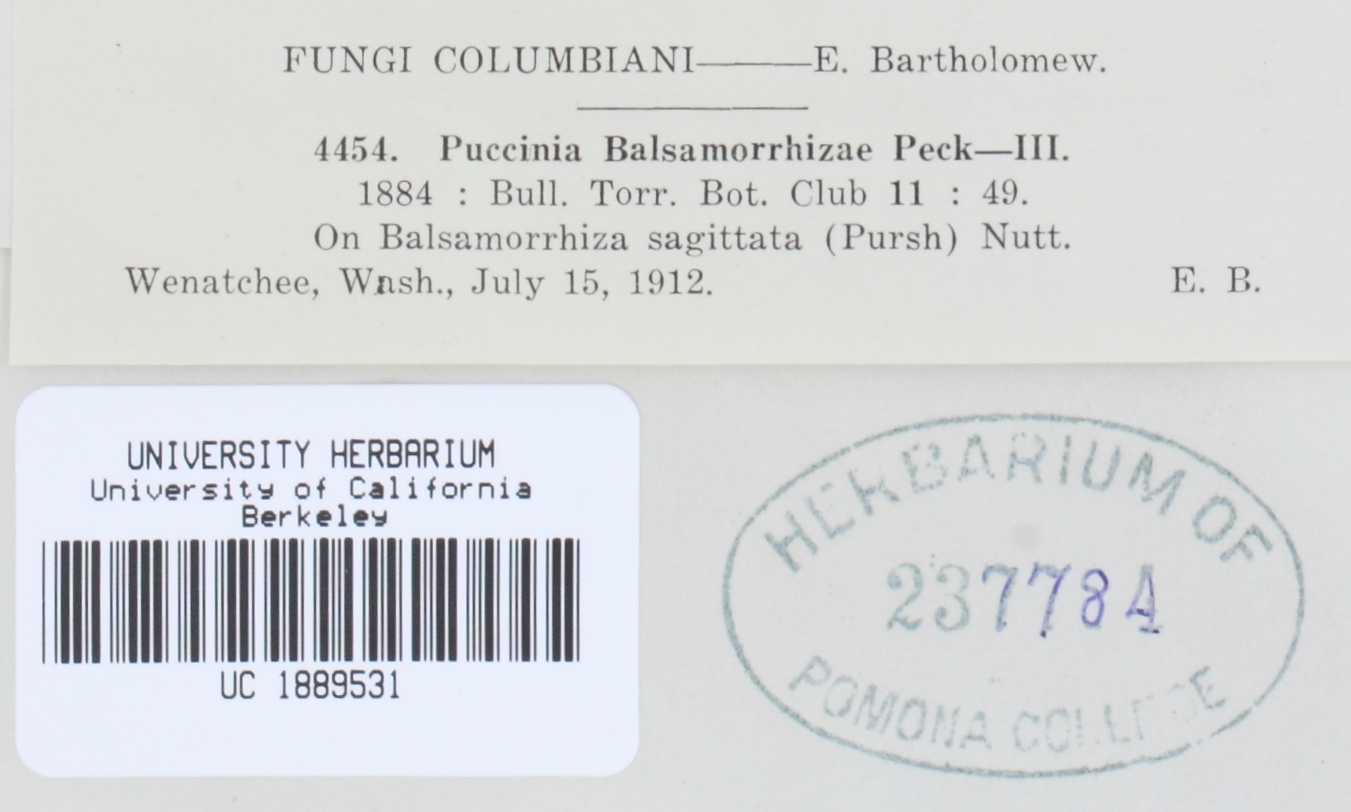 FUNGI COLUMBIANI———E. Bartholomew.
4454. Puccinia Balsamorrhizae Peck—III.
1884 : Bull. Torr. Bot. Club 11 : 49.
On Balsamorrhiza sagittata (Pursh) Nutt.
Wenatchee, Wash., July 15, 1912. E. B.
UNIVERSITY HERBARIUM
University of California
Berkeley
UC 1889531
HERBARIUM OF
237784
POMONA COLLEGE